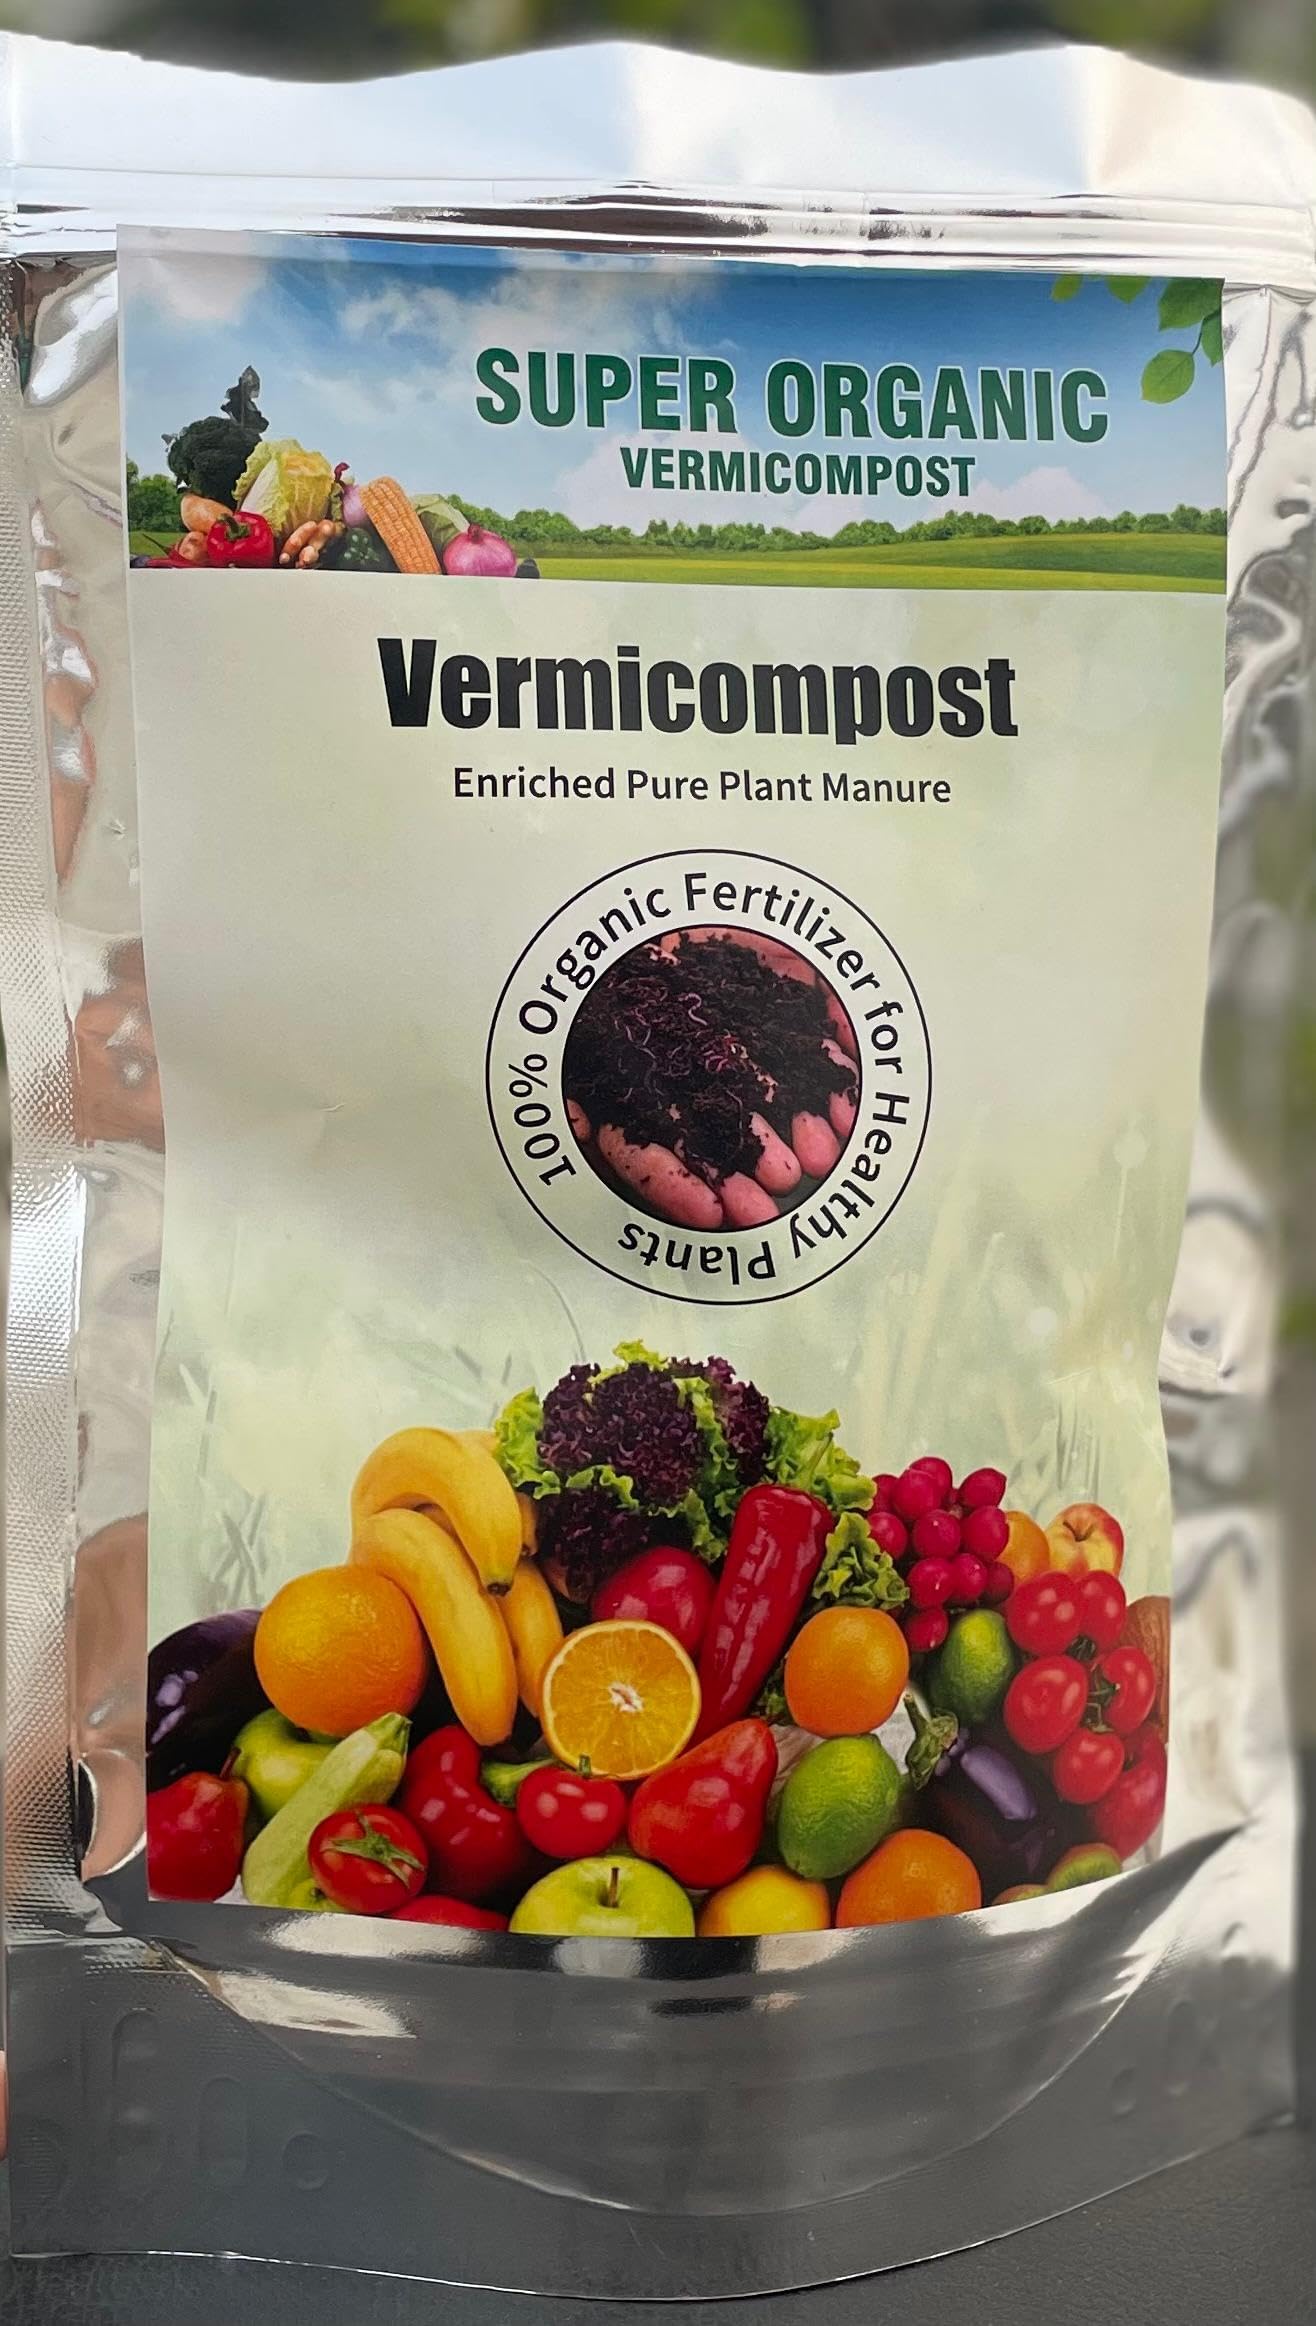 SUPER ORGANIC
VERMICOMPOST
Vermicompost
Enriched Pure Plant Manure
100% Organic Fertilizer for Healthy Plants